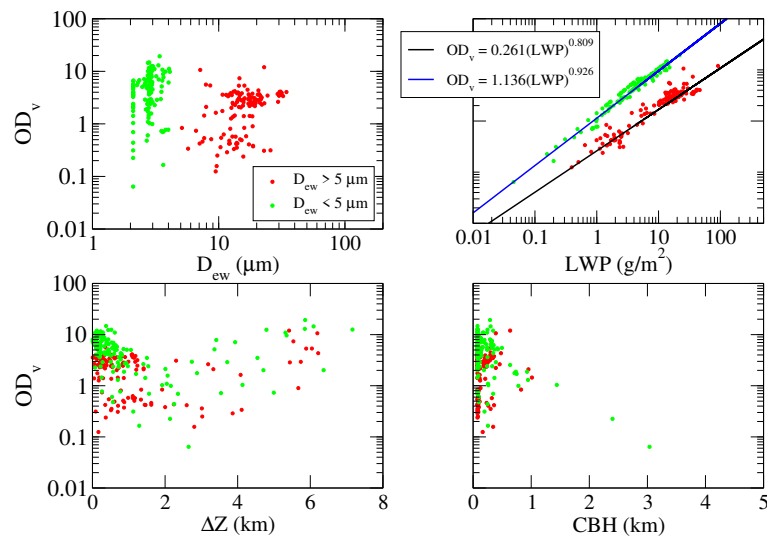 100
10
1
0.1
0.01
OD_v
1 10 100
D_ew (μm)
D_ew > 5 μm
D_ew < 5 μm
OD_v = 0.261(LWP)^0.809
OD_v = 1.136(LWP)^0.926
0.01 0.1 1 10 100
LWP (g/m^2)
100
10
1
0.1
0.01
OD_v
0 2 4 6 8
ΔZ (km)
0 1 2 3 4 5
CBH (km)